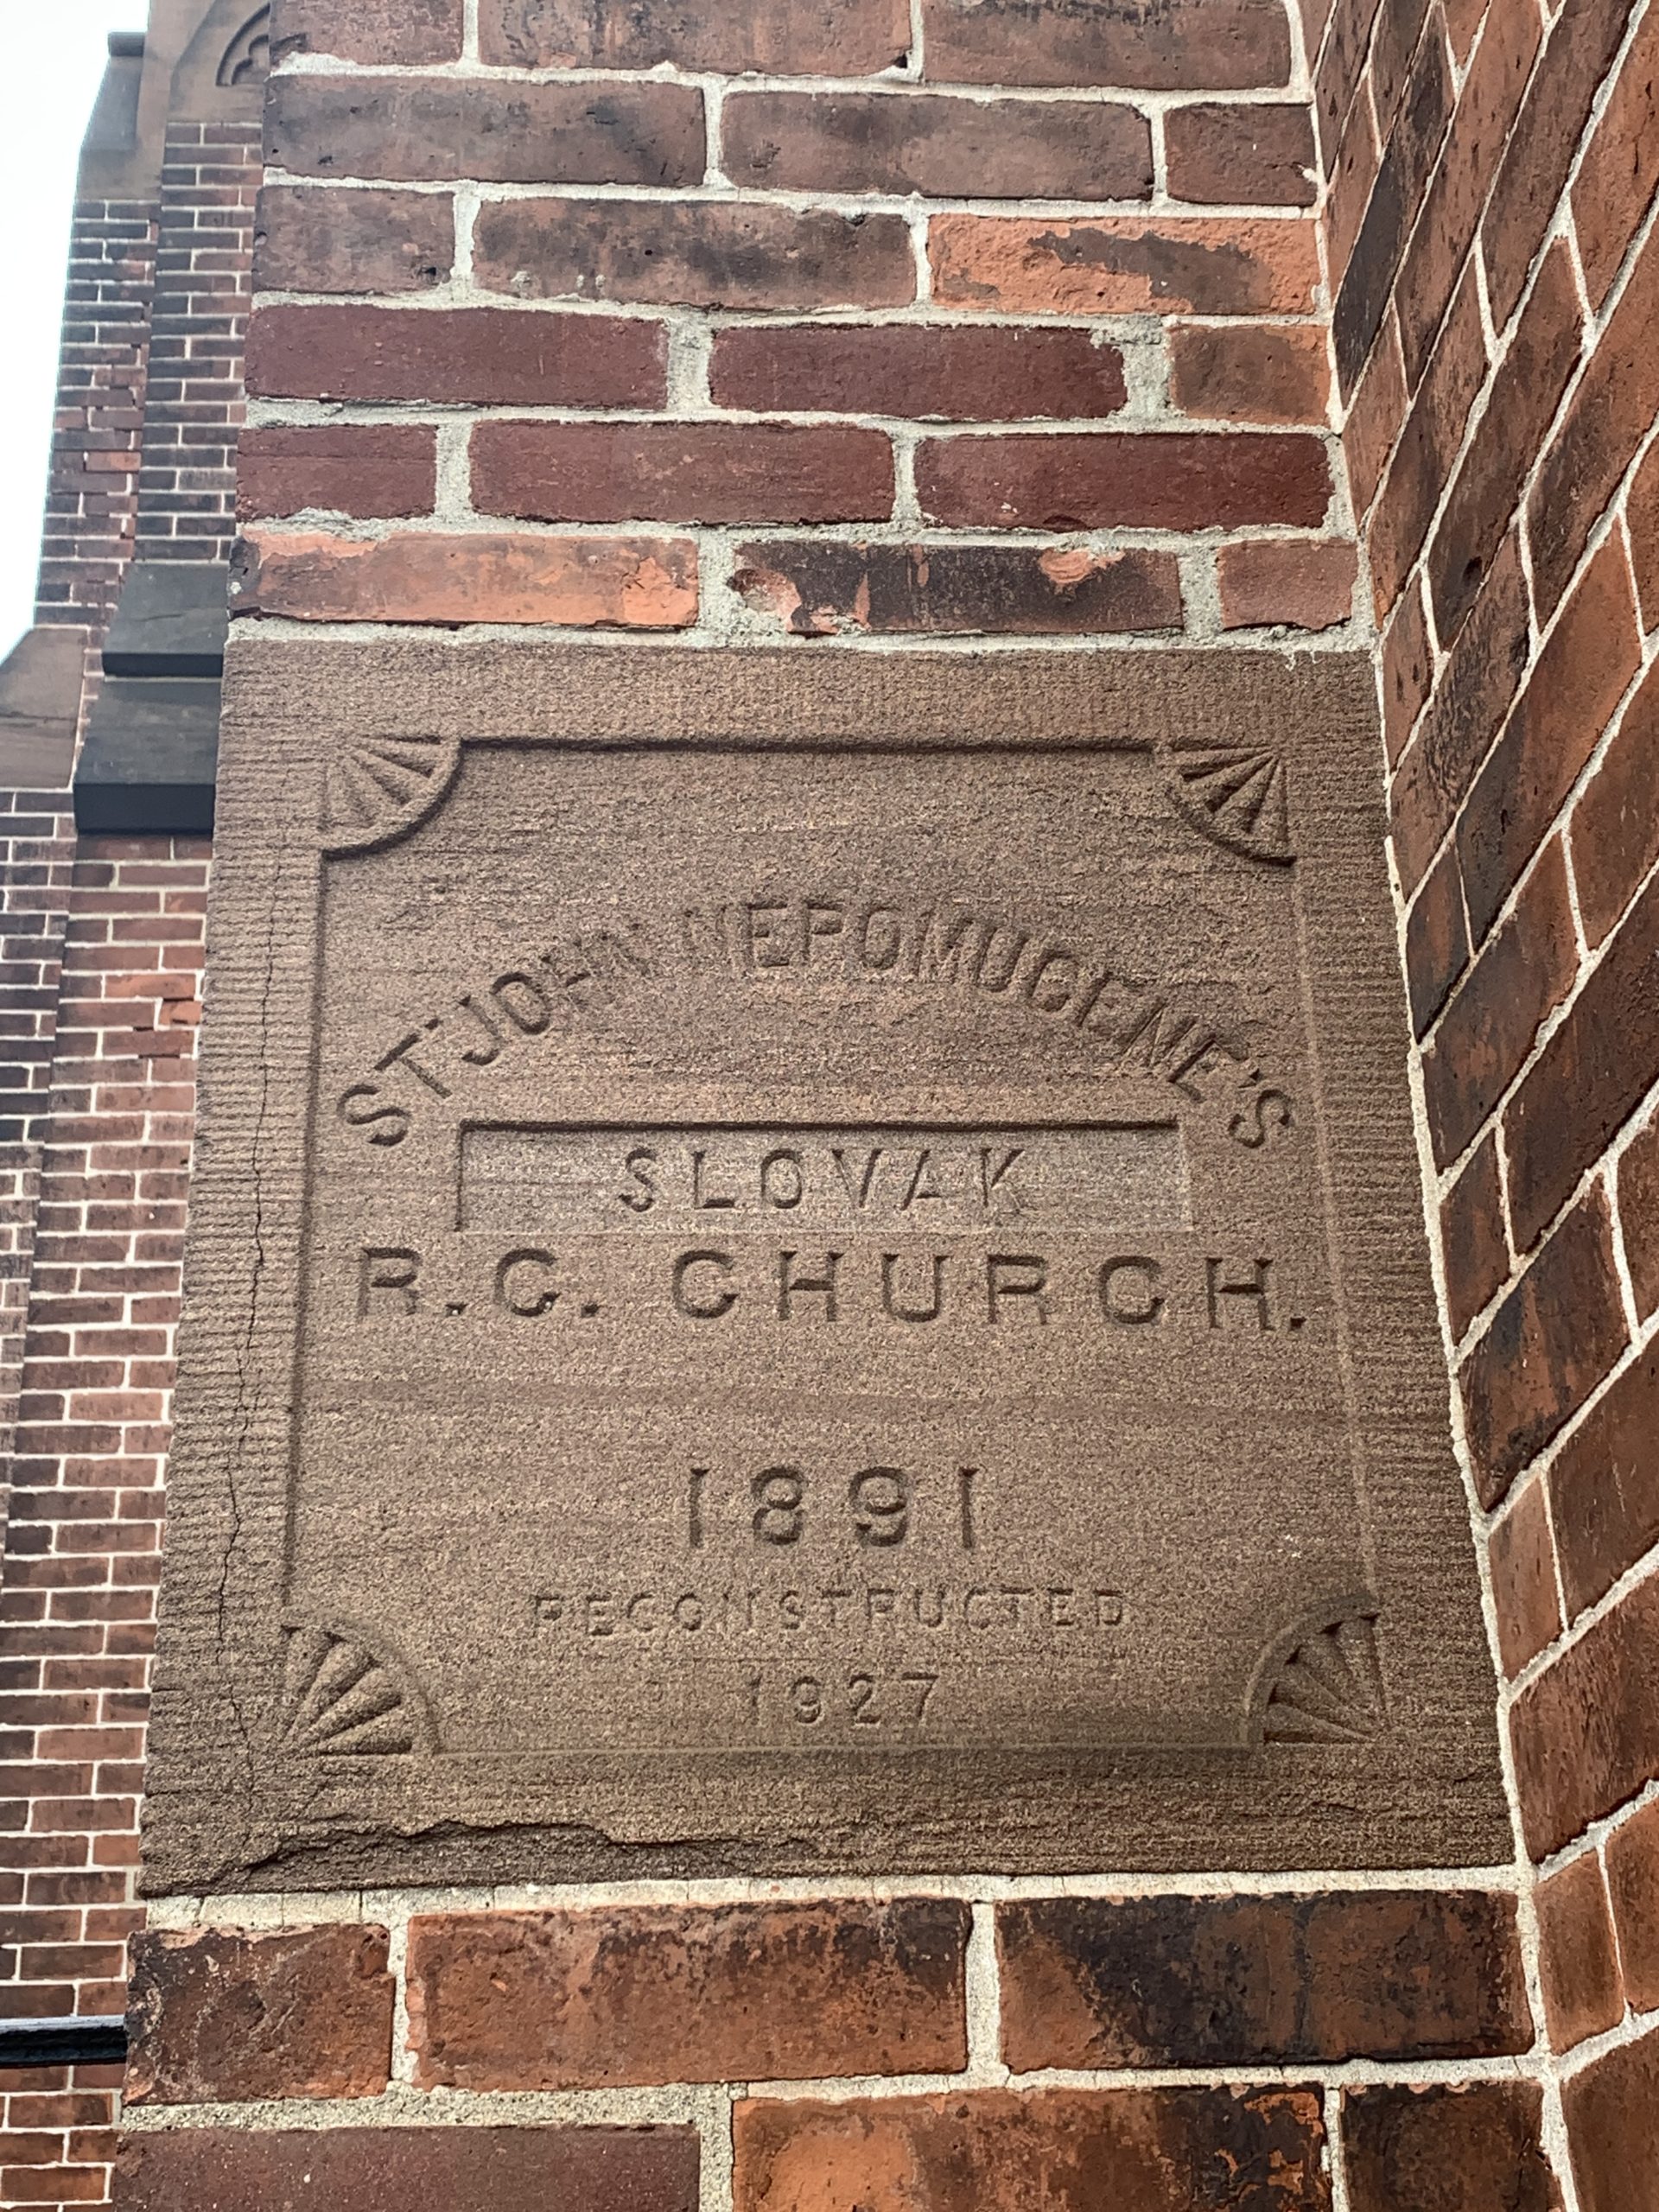 ST. JOHN NEPOMUCENE'S
SLOVAK
R.C. CHURCH.
1891
RECONSTRUCTED
1927